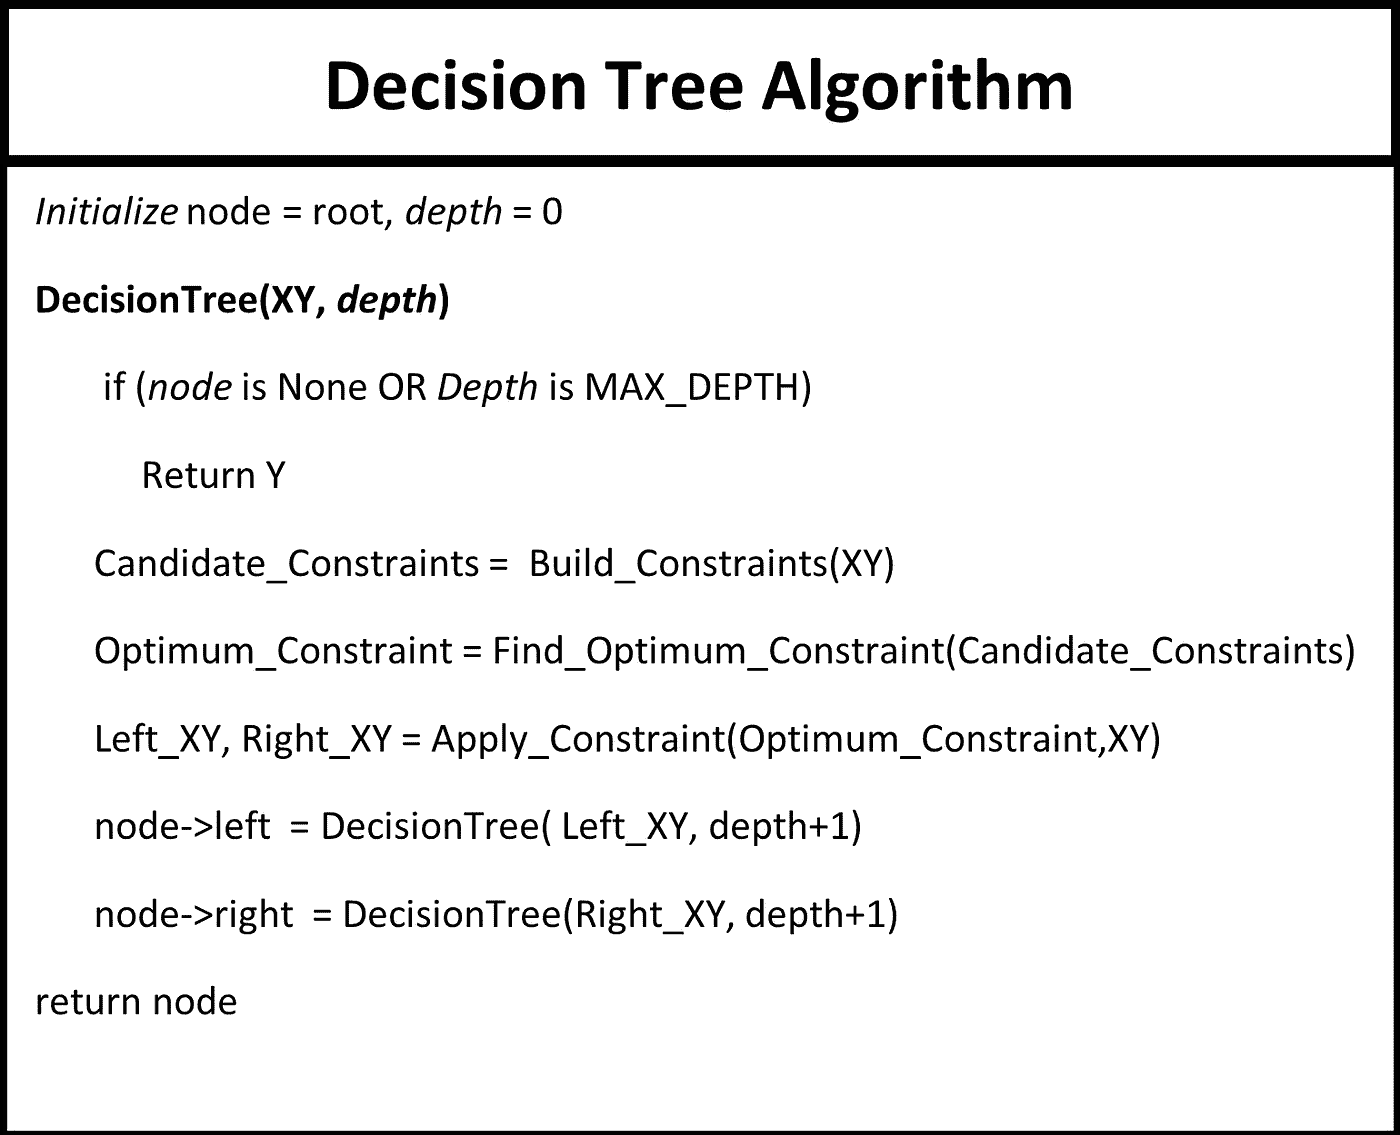 Decision Tree Algorithm
Initialize node = root, depth = 0
DecisionTree(XY, depth)
if (node is None OR Depth is MAX_DEPTH)
Return Y
Candidate_Constraints =  Build_Constraints(XY)
Optimum_Constraint = Find_Optimum_Constraint(Candidate_Constraints)
Left_XY, Right_XY = Apply_Constraint(Optimum_Constraint,XY)
node->left  = DecisionTree( Left_XY, depth+1)
node->right  = DecisionTree(Right_XY, depth+1)
return node